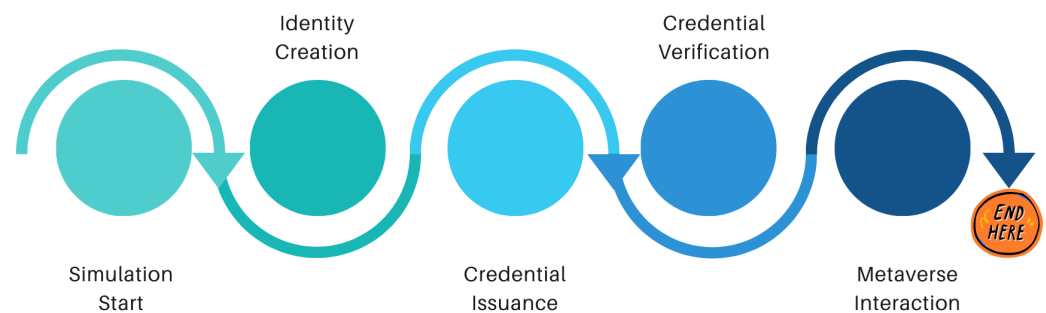 Simulation
Start
Identity
Creation
Credential
Issuance
Credential
Verification
Metaverse
Interaction
END
HERE